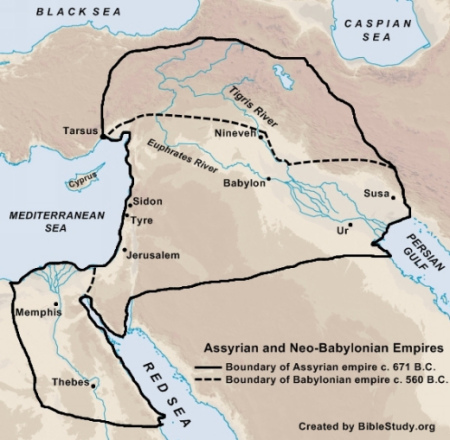 BLACK SEA
CASPIAN
SEA
Tigris River
Tarsus
Nineveh
Euphrates River
Cyprus
Babylon
Susa
Sidon
MEDITERRANEAN
SEA
Tyre
Ur
Jerusalem
PERSIAN
GULF
Memphis
Thebes
RED SEA
Assyrian and Neo-Babylonian Empires
Boundary of Assyrian empire c. 671 B.C.
Boundary of Babylonian empire c. 560 B.C.
Created by BibleStudy.org